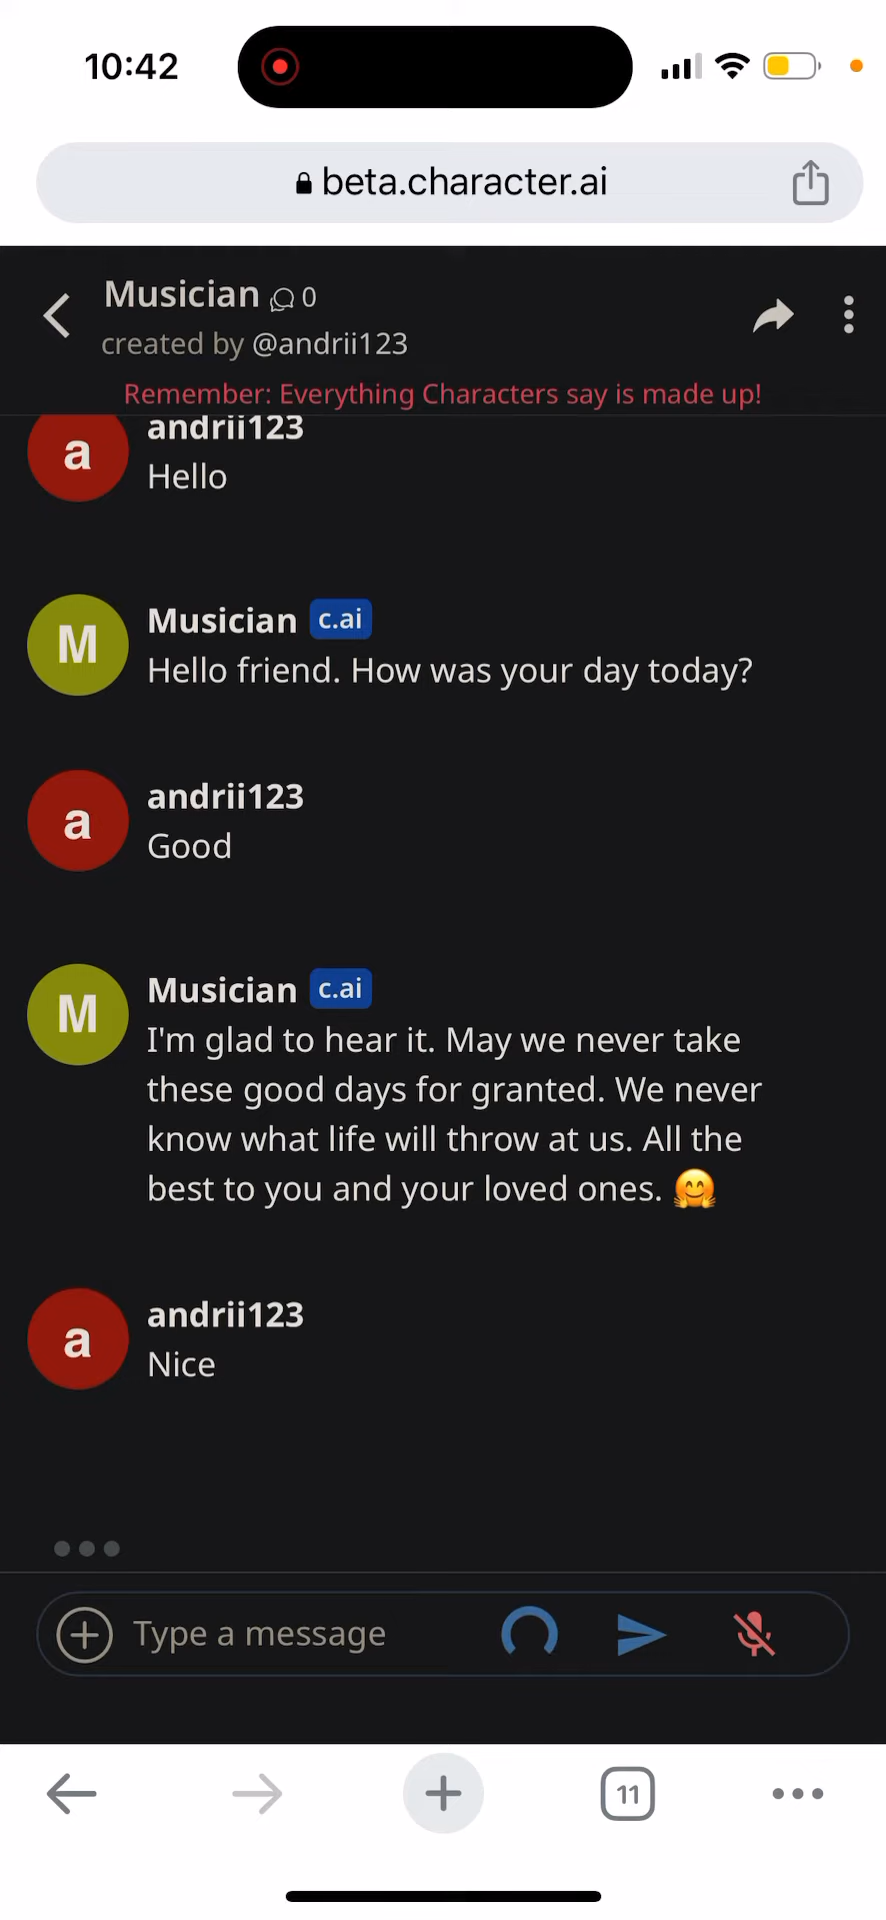 10:42
beta.character.ai
Musician 0
created by @andrii123
Remember: Everything Characters say is made up!
a
andrii123
Hello
M
Musician c.ai
Hello friend. How was your day today?
a
andrii123
Good
M
Musician c.ai
I'm glad to hear it. May we never take
these good days for granted. We never
know what life will throw at us. All the
best to you and your loved ones. 🤗
a
andrii123
Nice
Type a message
11